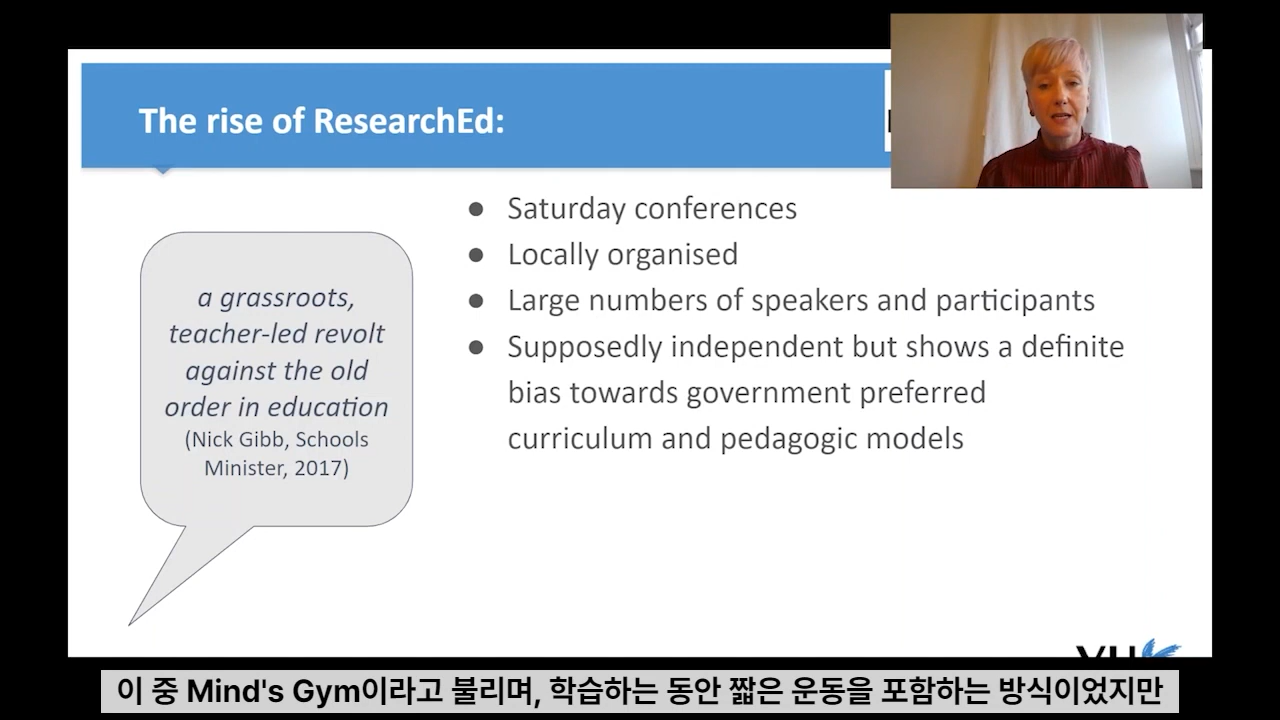 The rise of ResearchEd:
● Saturday conferences
● Locally organised
● Large numbers of speakers and participants
● Supposedly independent but shows a definite
bias towards government preferred
curriculum and pedagogic models
a grassroots,
teacher-led revolt
against the old
order in education
(Nick Gibb, Schools
Minister, 2017)
이 중 Mind's Gym이라고 불리며, 학습하는 동안 짧은 운동을 포함하는 방식이었지만